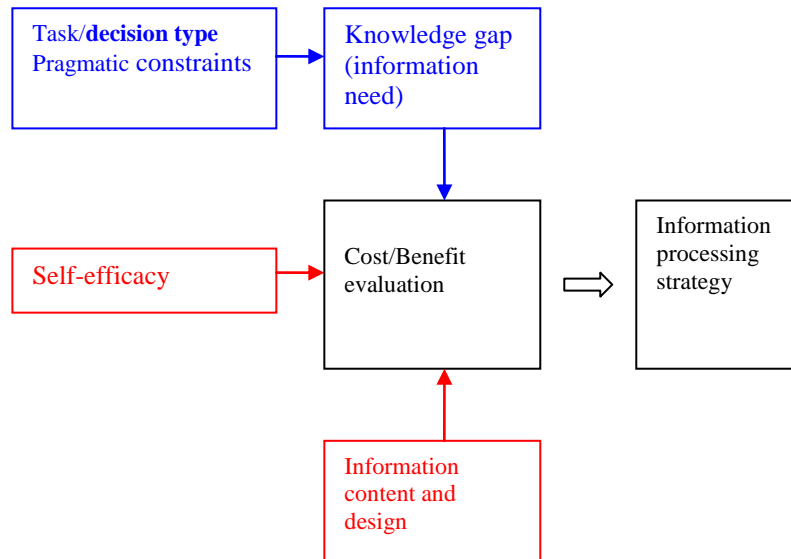 Task/decision type
Pragmatic constraints
Knowledge gap
(information
need)
Self-efficacy
Cost/Benefit
evaluation
Information
processing
strategy
Information
content and
design